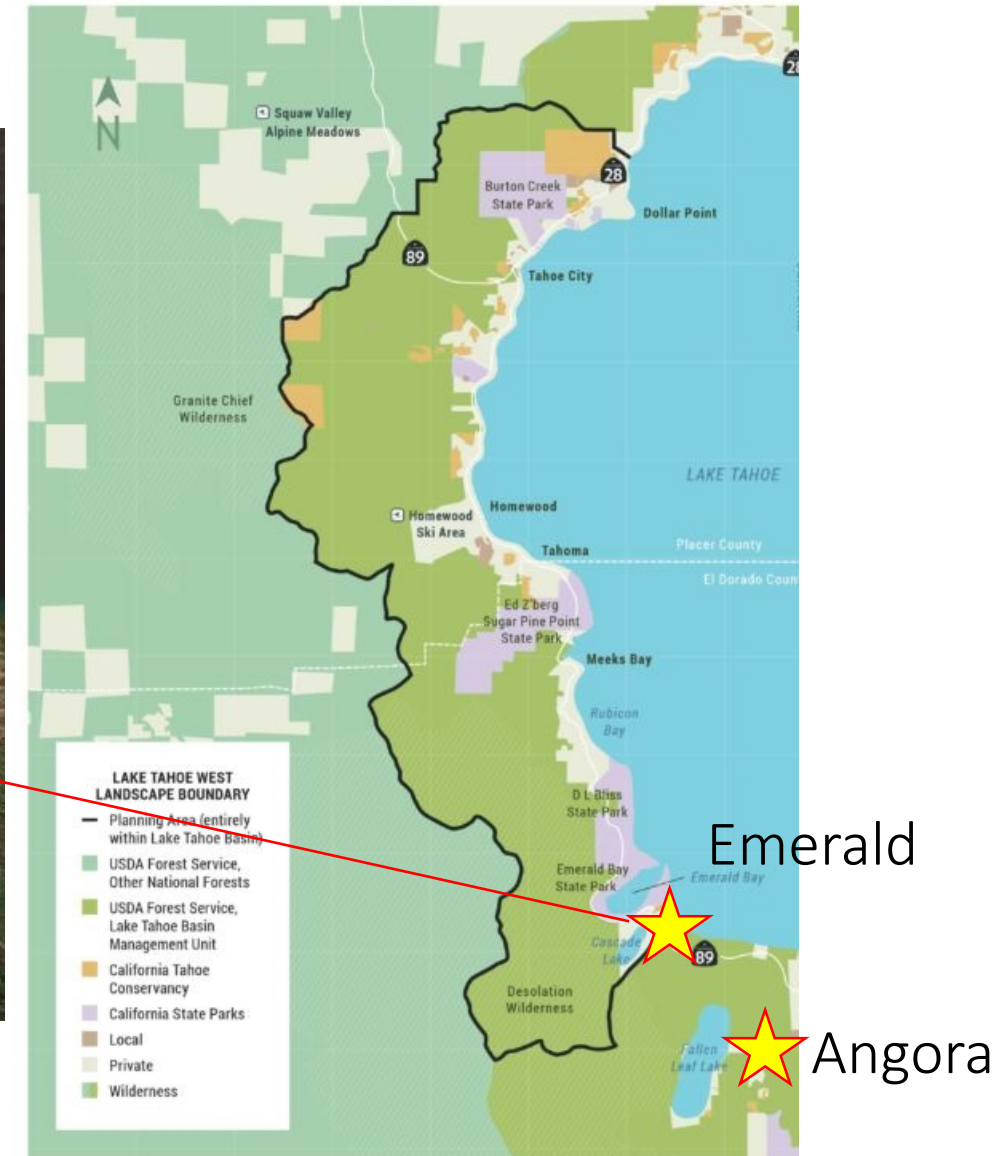 N
Squaw Valley
Alpine Meadows
28
Burton Creek
State Park
28
Dollar Point
89
Tahoe City
Granite Chief
Wilderness
LAKE TAHOE
Homewood
Ski Area
Homewood
Tahoma
Placer County
El Dorado Coun
Ed Z'berg
Sugar Pine Point
State Park
Meeks Bay
Rubicon
Bay
D L Bliss
State Park
Emerald
Emerald Bay
State Park
Emerald Bay
Cascade
Lake
89
Desolation
Wilderness
Fallen
Leaf Lake
Angora
LAKE TAHOE WEST
LANDSCAPE BOUNDARY
Planning Area (entirely
within Lake Tahoe Basin)
USDA Forest Service,
Other National Forests
USDA Forest Service,
Lake Tahoe Basin
Management Unit
California Tahoe
Conservancy
California State Parks
Local
Private
Wilderness